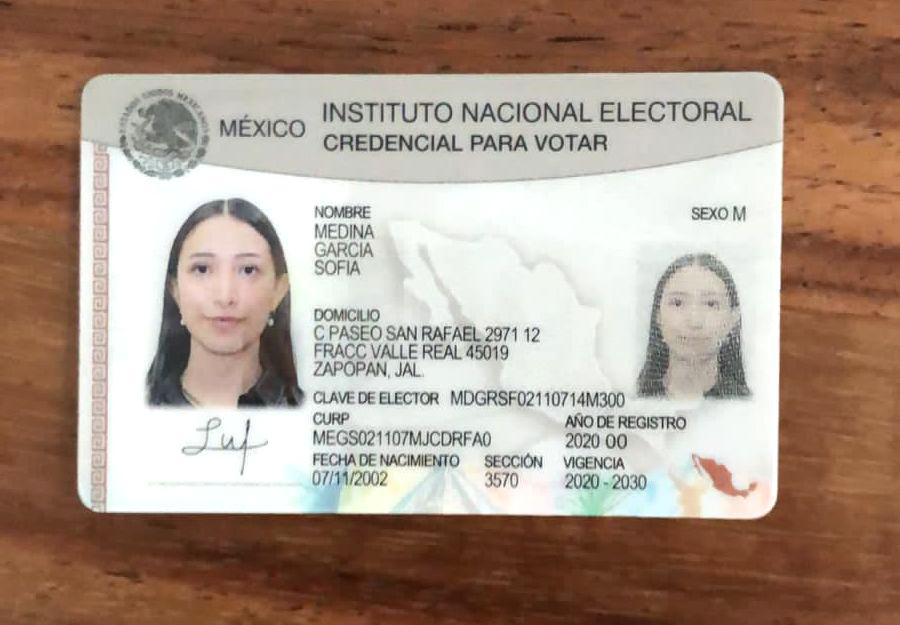 ESTADOS UNIDOS MEXICANOS
MÉXICO
INSTITUTO NACIONAL ELECTORAL
CREDENCIAL PARA VOTAR
NOMBRE
MEDINA
GARCIA
SOFIA
SEXO M
DOMICILIO
C PASEO SAN RAFAEL 2971 12
FRACC VALLE REAL 45019
ZAPOPAN, JAL.
CLAVE DE ELECTOR MDGRSF02110714M300
CURP
MEGS021107MJCDRFA0
AÑO DE REGISTRO
2020 00
FECHA DE NACIMIENTO
07/11/2002
SECCIÓN
3570
VIGENCIA
2020 - 2030